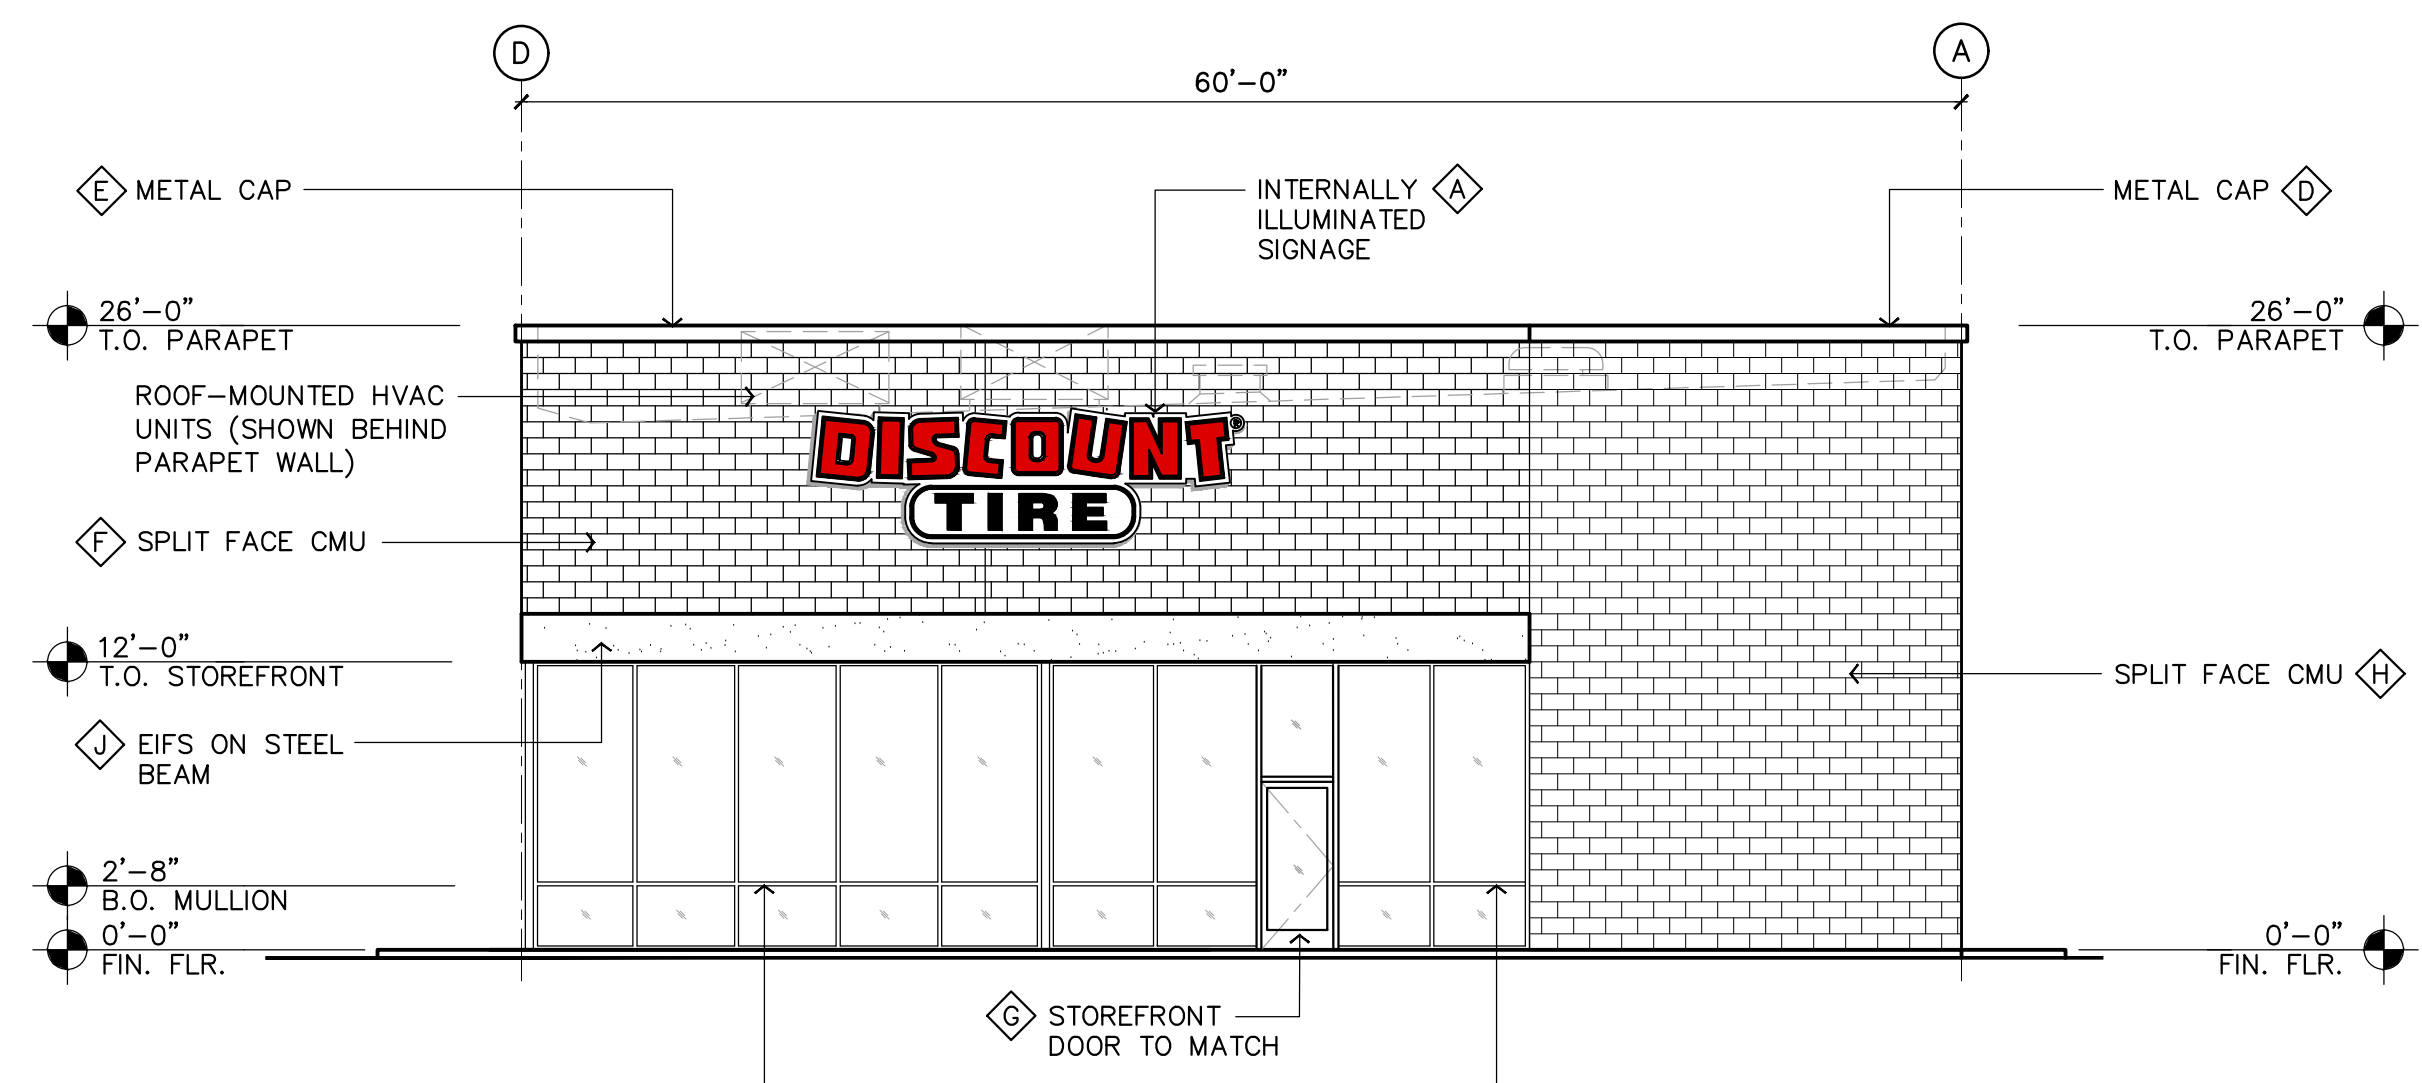 D
A
60'-0"
E METAL CAP
INTERNALLY A
ILLUMINATED
SIGNAGE
METAL CAP D
26'-0"
T.O. PARAPET
26'-0"
T.O. PARAPET
ROOF-MOUNTED HVAC
UNITS (SHOWN BEHIND
PARAPET WALL)
DISCOUNT®
TIRE
F SPLIT FACE CMU
12'-0"
T.O. STOREFRONT
SPLIT FACE CMU H
J EIFS ON STEEL
BEAM
2'-8"
B.O. MULLION
0'-0"
FIN. FLR.
0'-0"
FIN. FLR.
G STOREFRONT
DOOR TO MATCH